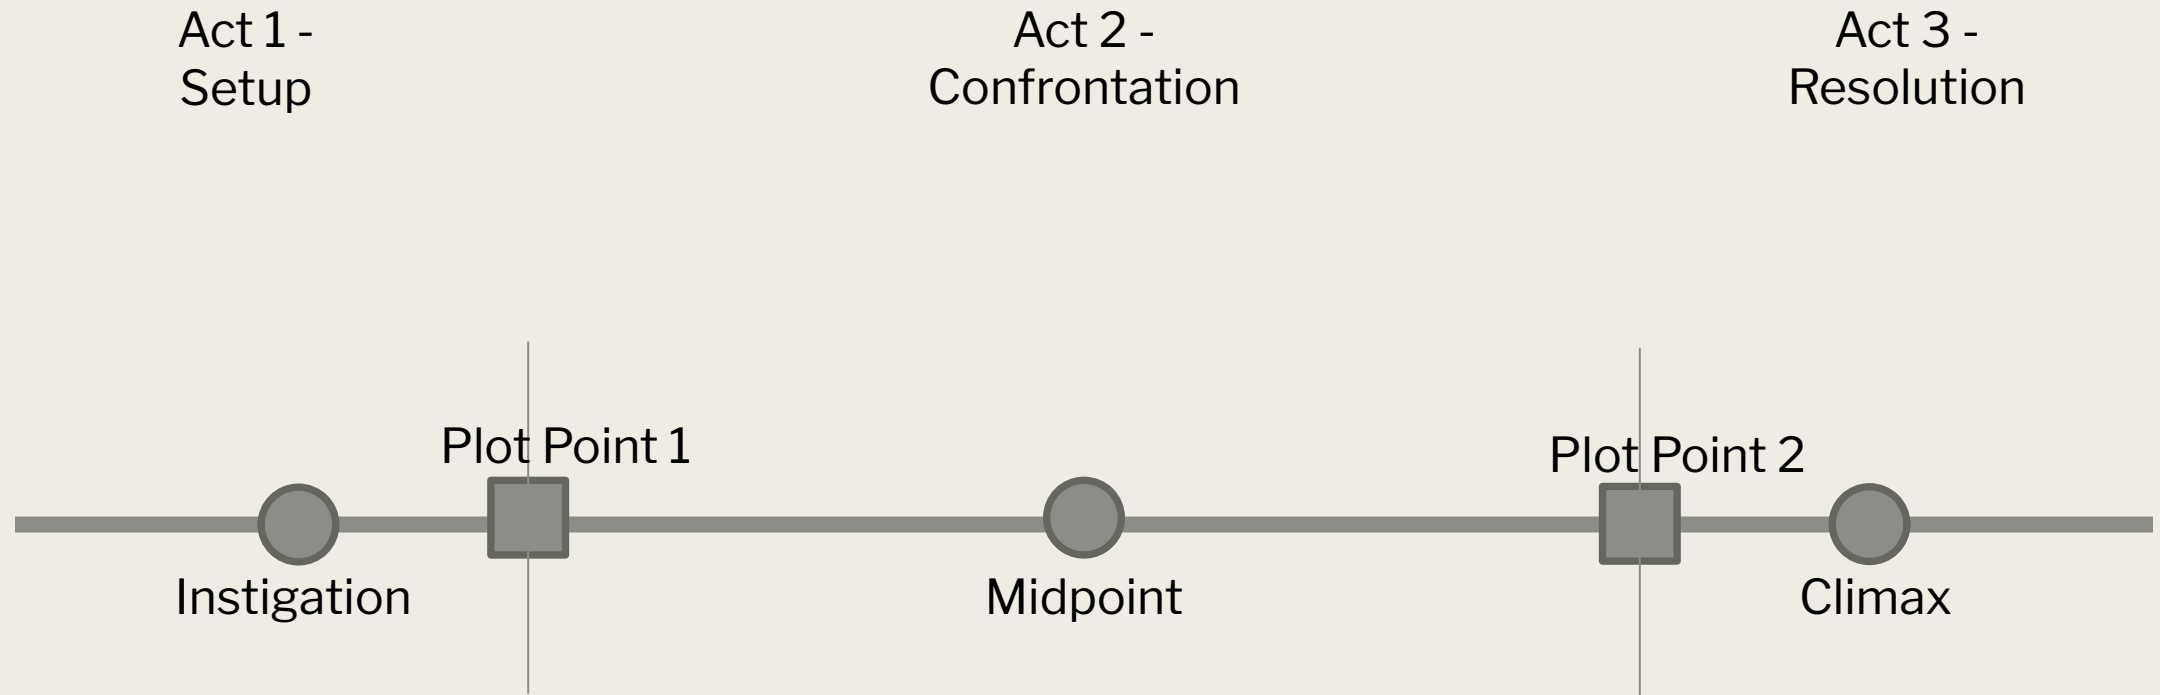 Act 1 -
Setup
Act 2 -
Confrontation
Act 3 -
Resolution
Plot Point 1
Plot Point 2
Instigation
Midpoint
Climax